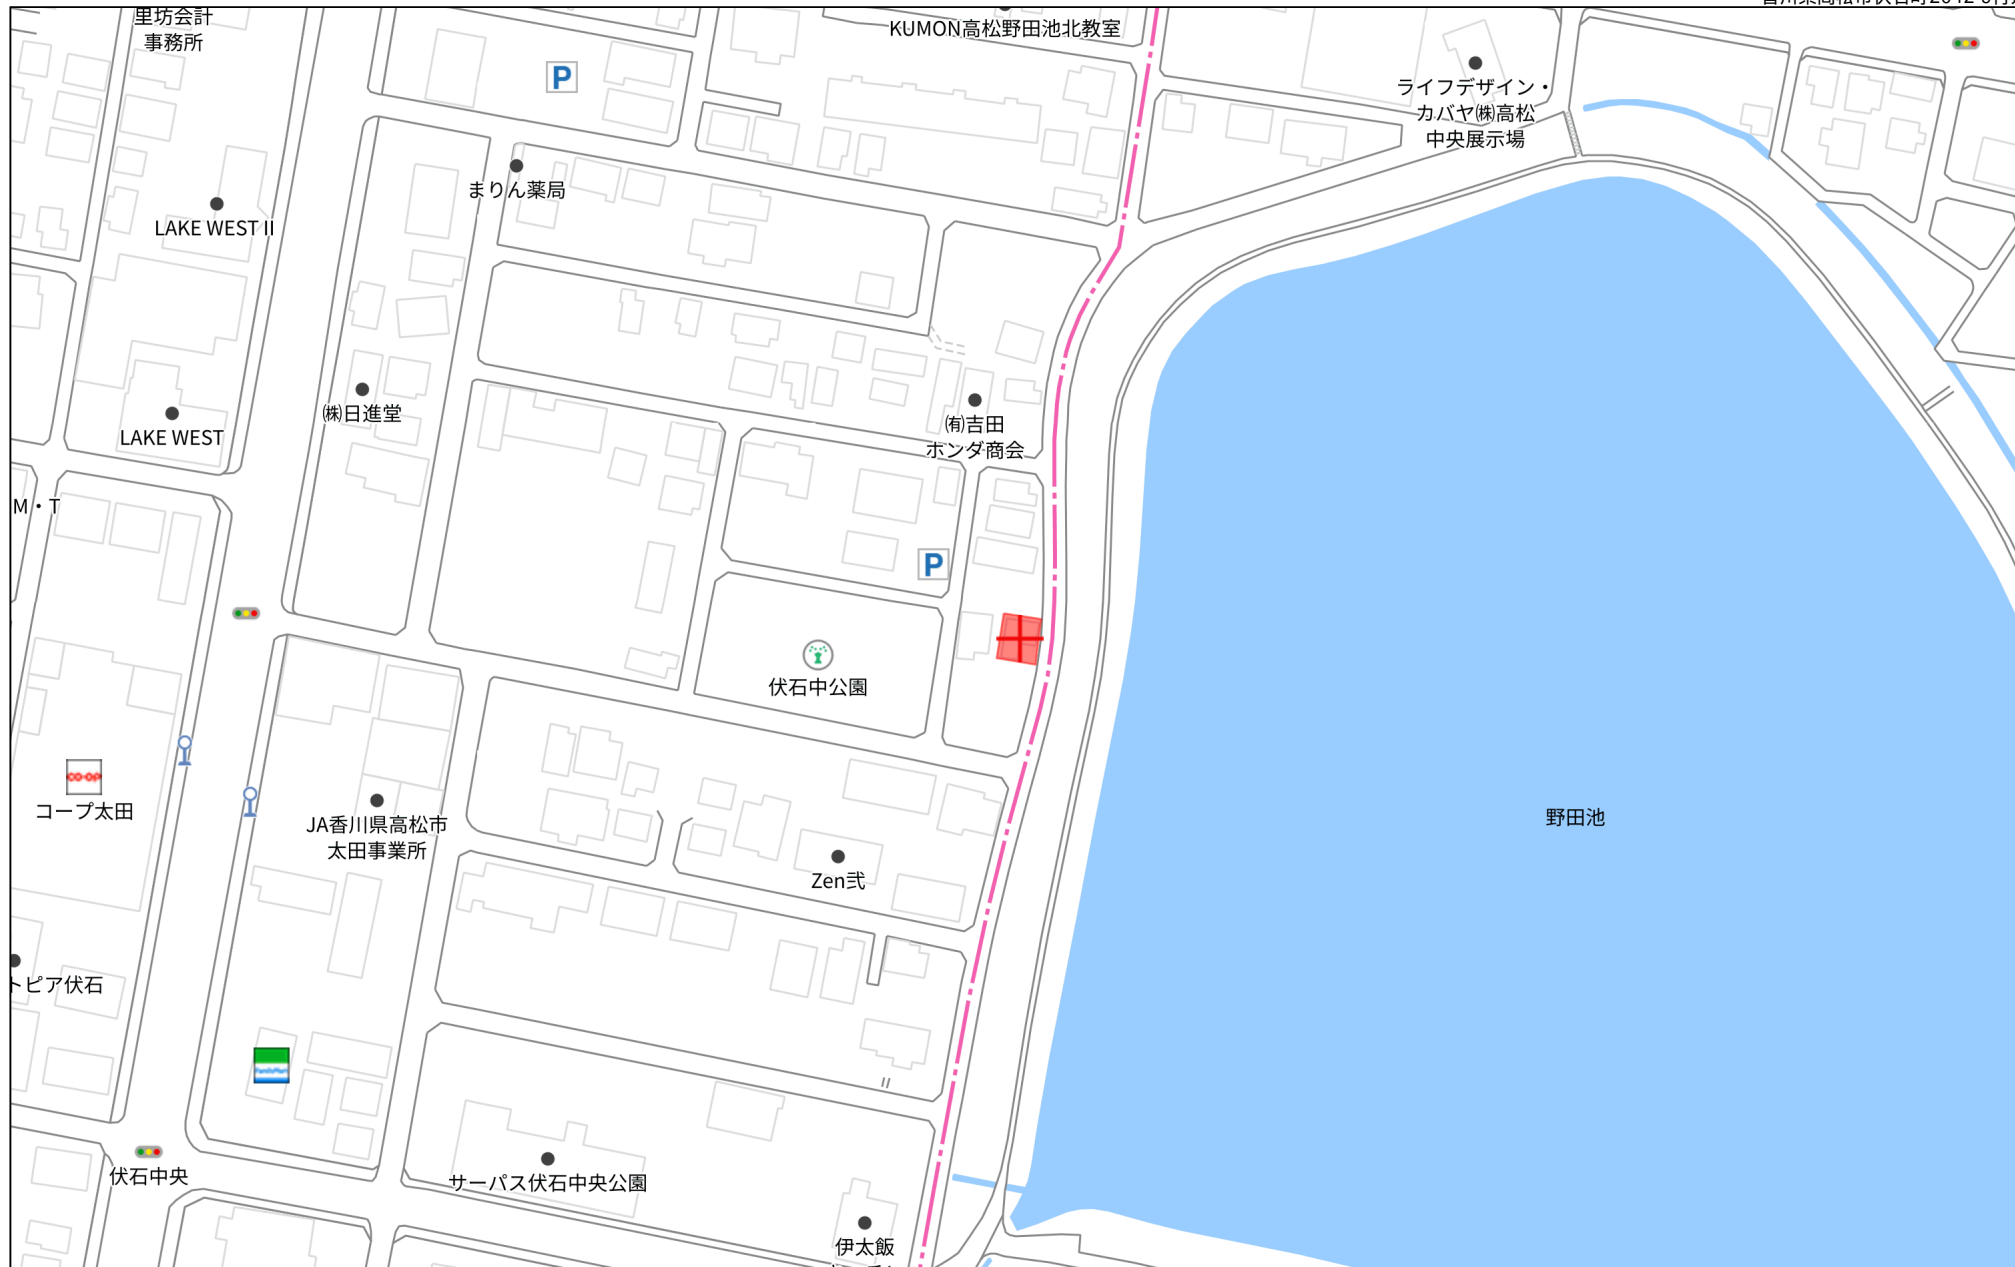 里坊会計
事務所
KUMON高松野田池北教室
ライフデザイン・
カバヤ㈱高松
中央展示場
P
まりん薬局
LAKE WEST II
㈱日進堂
LAKE WEST
㈲吉田
ホンダ商会
M・T
P
伏石中公園
CO-OP
コープ太田
JA香川県高松市
太田事業所
野田池
Zen弐
トピア伏石
FamilyMart
伏石中央
サーパス伏石中央公園
伊太飯